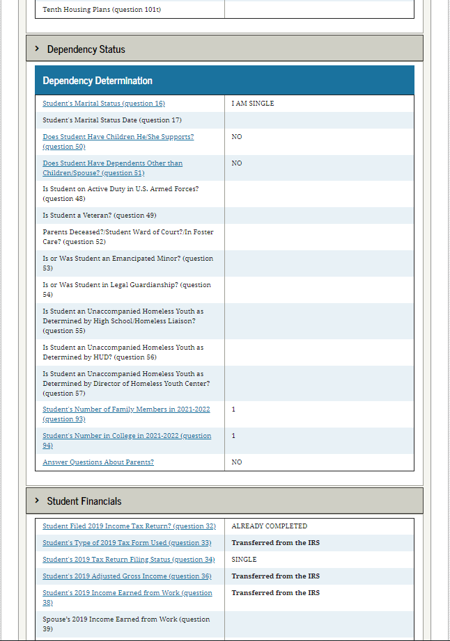 Tenth Housing Plans (question 101t)
Dependency Status
Dependency Determination
Student's Marital Status (question 16) I AM SINGLE
Student's Marital Status Date (question 17)
Does Student Have Children He/She Supports? NO
(question 50)
Does Student Have Dependents Other than NO
Children/Spouse? (question 51)
Is Student on Active Duty in U.S. Armed Forces?
(question 48)
Is Student a Veteran? (question 49)
Parents Deceased?/Student Ward of Court?/In Foster
Care? (question 52)
Is or Was Student an Emancipated Minor? (question
53)
Is or Was Student in Legal Guardianship? (question
54)
Is Student an Unaccompanied Homeless Youth as
Determined by High School/Homeless Liaison?
(question 55)
Is Student an Unaccompanied Homeless Youth as
Determined by HUD? (question 56)
Is Student an Unaccompanied Homeless Youth as
Determined by Director of Homeless Youth Center?
(question 57)
Student's Number of Family Members in 2021-2022 1
(question 93)
Student's Number in College in 2021-2022 (question 1
94)
Answer Questions About Parents? NO
Student Financials
Student Filed 2019 Income Tax Return? (question 32) ALREADY COMPLETED
Student's Type of 2019 Tax Form Used (question 33) Transferred from the IRS
Student's 2019 Tax Return Filing Status (question 34) SINGLE
Student's 2019 Adjusted Gross Income (question 36) Transferred from the IRS
Student's 2019 Income Earned from Work (question Transferred from the IRS
38)
Spouse's 2019 Income Earned from Work (question
39)